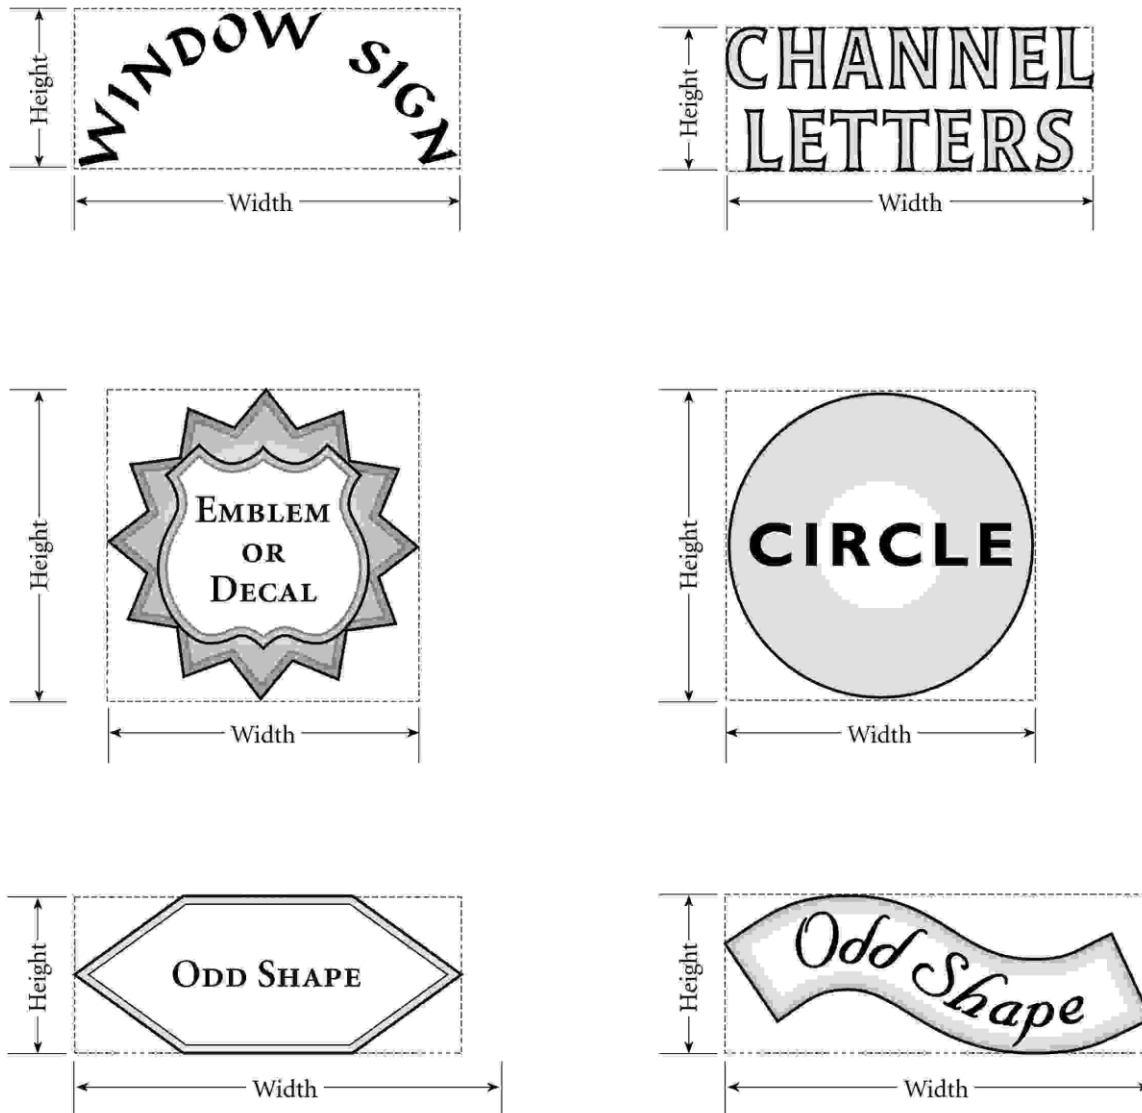 WINDOW SIGN
Height
Width
CHANNEL
LETTERS
Height
Width
EMBLEM
OR
DECAL
Height
Width
CIRCLE
Height
Width
ODD SHAPE
Height
Width
Odd Shape
Height
Width